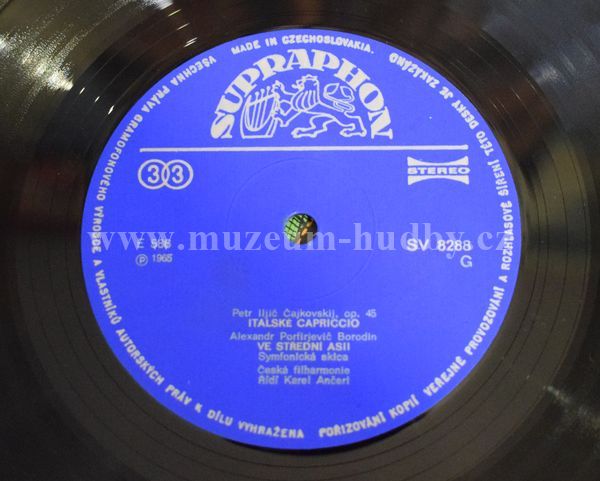 MADE IN CZECHOSLOVAKIA.
VŠECHNA PRÁVA GRAMOFONOVÉHO VÝROBCE A VLASTNÍKŮ AUTORSKÝCH PRÁV K DÍLU VYHRAŽENA
POŘIZOVÁNÍ KOPIÍ VEŘEJNÉ PROVOZOVÁNÍ A ROZHLASOVÉ ŠÍŘENÍ TÉTO DESKY JE ZAKÁZÁNO
SUPRAPHON
33
STEREO
www.muzeum-hudby.cz
E 588
SV 8288
℗ 1965
G
Petr Iljič Čajkovskij, op. 45
ITALSKÉ CAPRICCIO
Alexandr Porfirjevič Borodin
VE STŘEDNÍ ASII
Symfonická skica
Česká filharmonie
Řídí Karel Ančerl